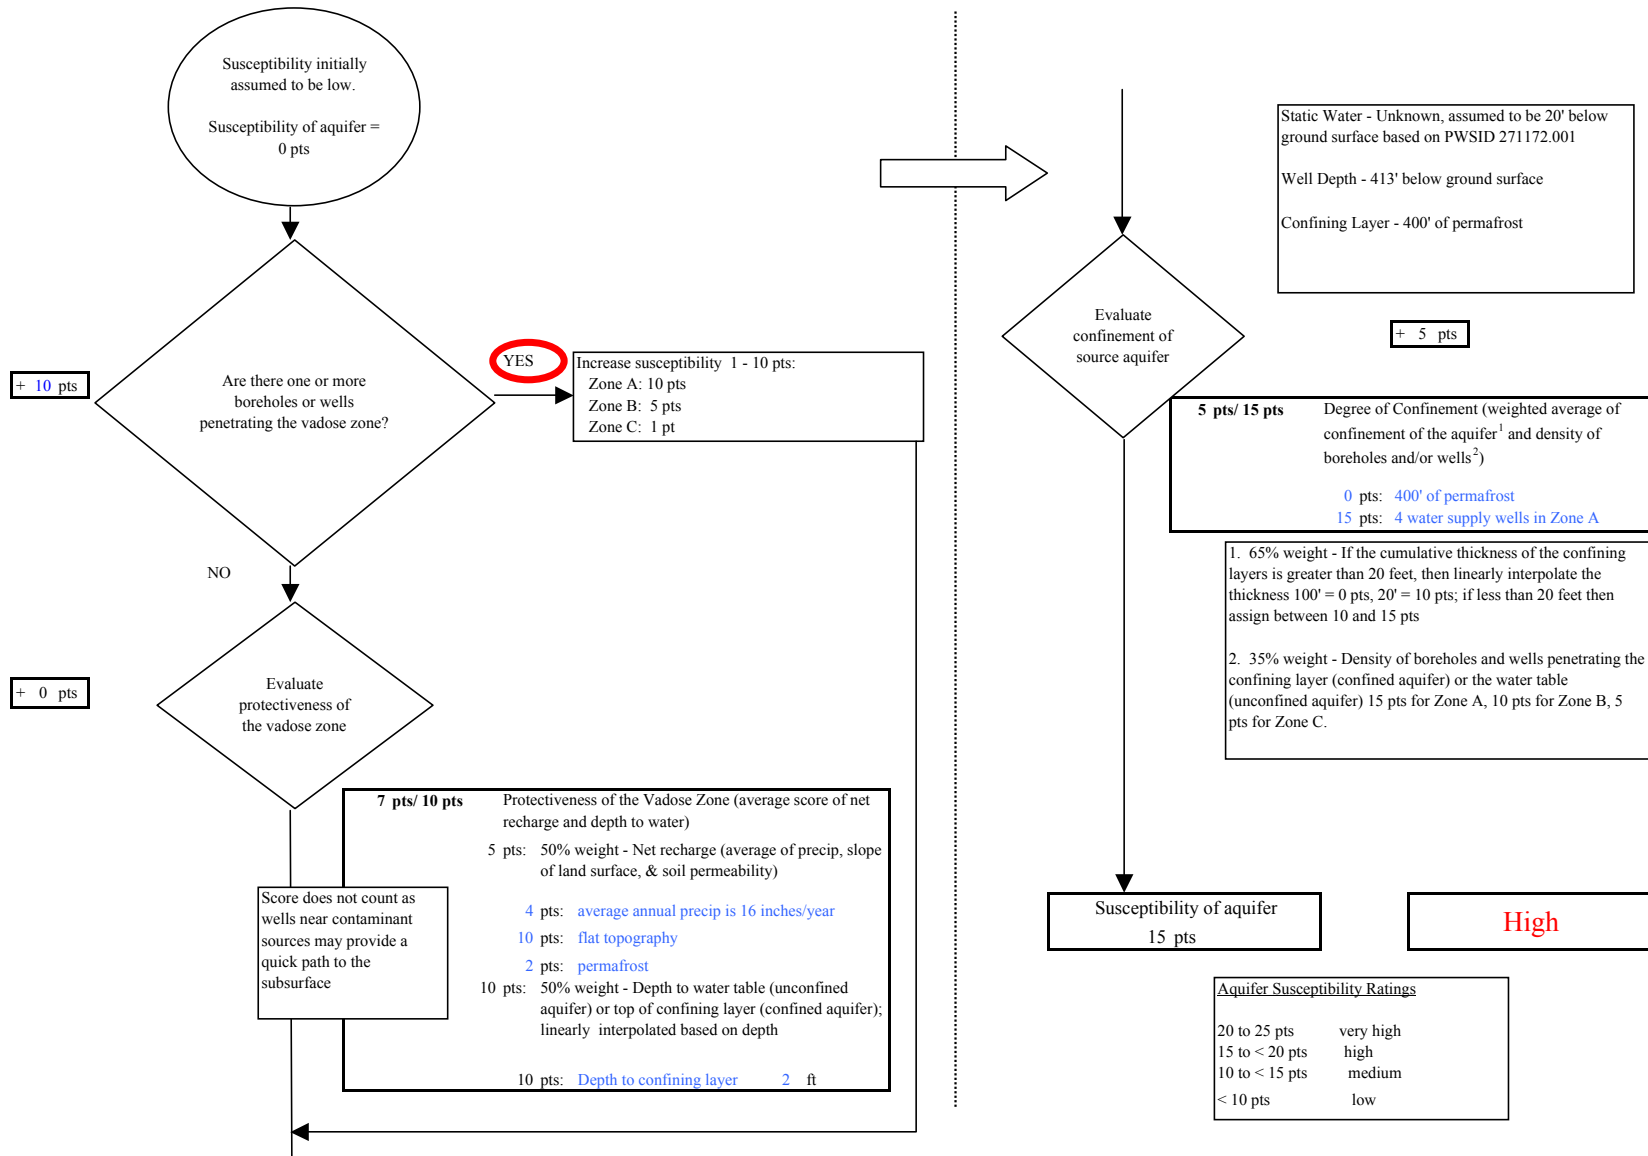 Susceptibility initially
assumed to be low.
Susceptibility of aquifer =
0 pts
+ 10 pts
Are there one or more
boreholes or wells
penetrating the vadose zone?
YES
Increase susceptibility 1 - 10 pts:
Zone A: 10 pts
Zone B: 5 pts
Zone C: 1 pt
NO
+ 0 pts
Evaluate
protectiveness of
the vadose zone
7 pts/ 10 pts
Protectiveness of the Vadose Zone (average score of net
recharge and depth to water)
5 pts: 50% weight - Net recharge (average of precip, slope
of land surface, & soil permeability)
4 pts: average annual precip is 16 inches/year
10 pts: flat topography
2 pts: permafrost
10 pts: 50% weight - Depth to water table (unconfined
aquifer) or top of confining layer (confined aquifer);
linearly interpolated based on depth
10 pts: Depth to confining layer 2 ft
Score does not count as
wells near contaminant
sources may provide a
quick path to the
subsurface
Static Water - Unknown, assumed to be 20' below
ground surface based on PWSID 271172.001
Well Depth - 413' below ground surface
Confining Layer - 400' of permafrost
Evaluate
confinement of
source aquifer
+ 5 pts
5 pts/ 15 pts
Degree of Confinement (weighted average of
confinement of the aquifer1 and density of
boreholes and/or wells2)
0 pts: 400' of permafrost
15 pts: 4 water supply wells in Zone A
1. 65% weight - If the cumulative thickness of the confining
layers is greater than 20 feet, then linearly interpolate the
thickness 100' = 0 pts, 20' = 10 pts; if less than 20 feet then
assign between 10 and 15 pts
2. 35% weight - Density of boreholes and wells penetrating the
confining layer (confined aquifer) or the water table
(unconfined aquifer) 15 pts for Zone A, 10 pts for Zone B, 5
pts for Zone C.
Susceptibility of aquifer
15 pts
High
Aquifer Susceptibility Ratings
20 to 25 pts very high
15 to < 20 pts high
10 to < 15 pts medium
< 10 pts low